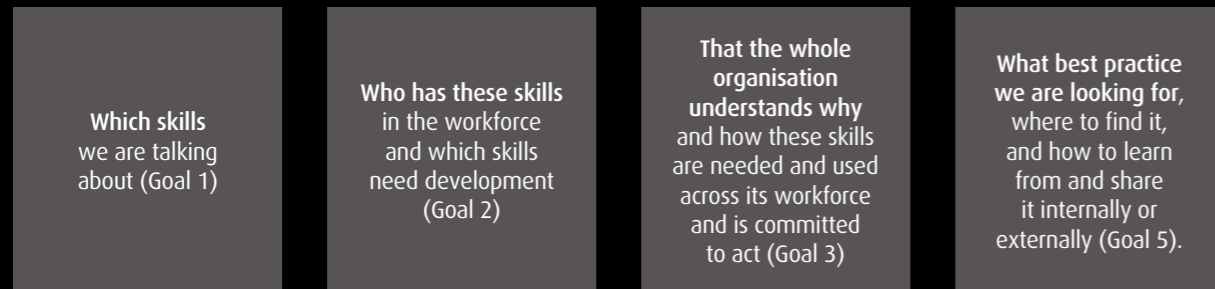 Which skills
we are talking
about (Goal 1)
Who has these skills
in the workforce
and which skills
need development
(Goal 2)
That the whole
organisation
understands why
and how these skills
are needed and used
across its workforce
and is committed
to act (Goal 3)
What best practice
we are looking for,
where to find it,
and how to learn
from and share
it internally or
externally (Goal 5).